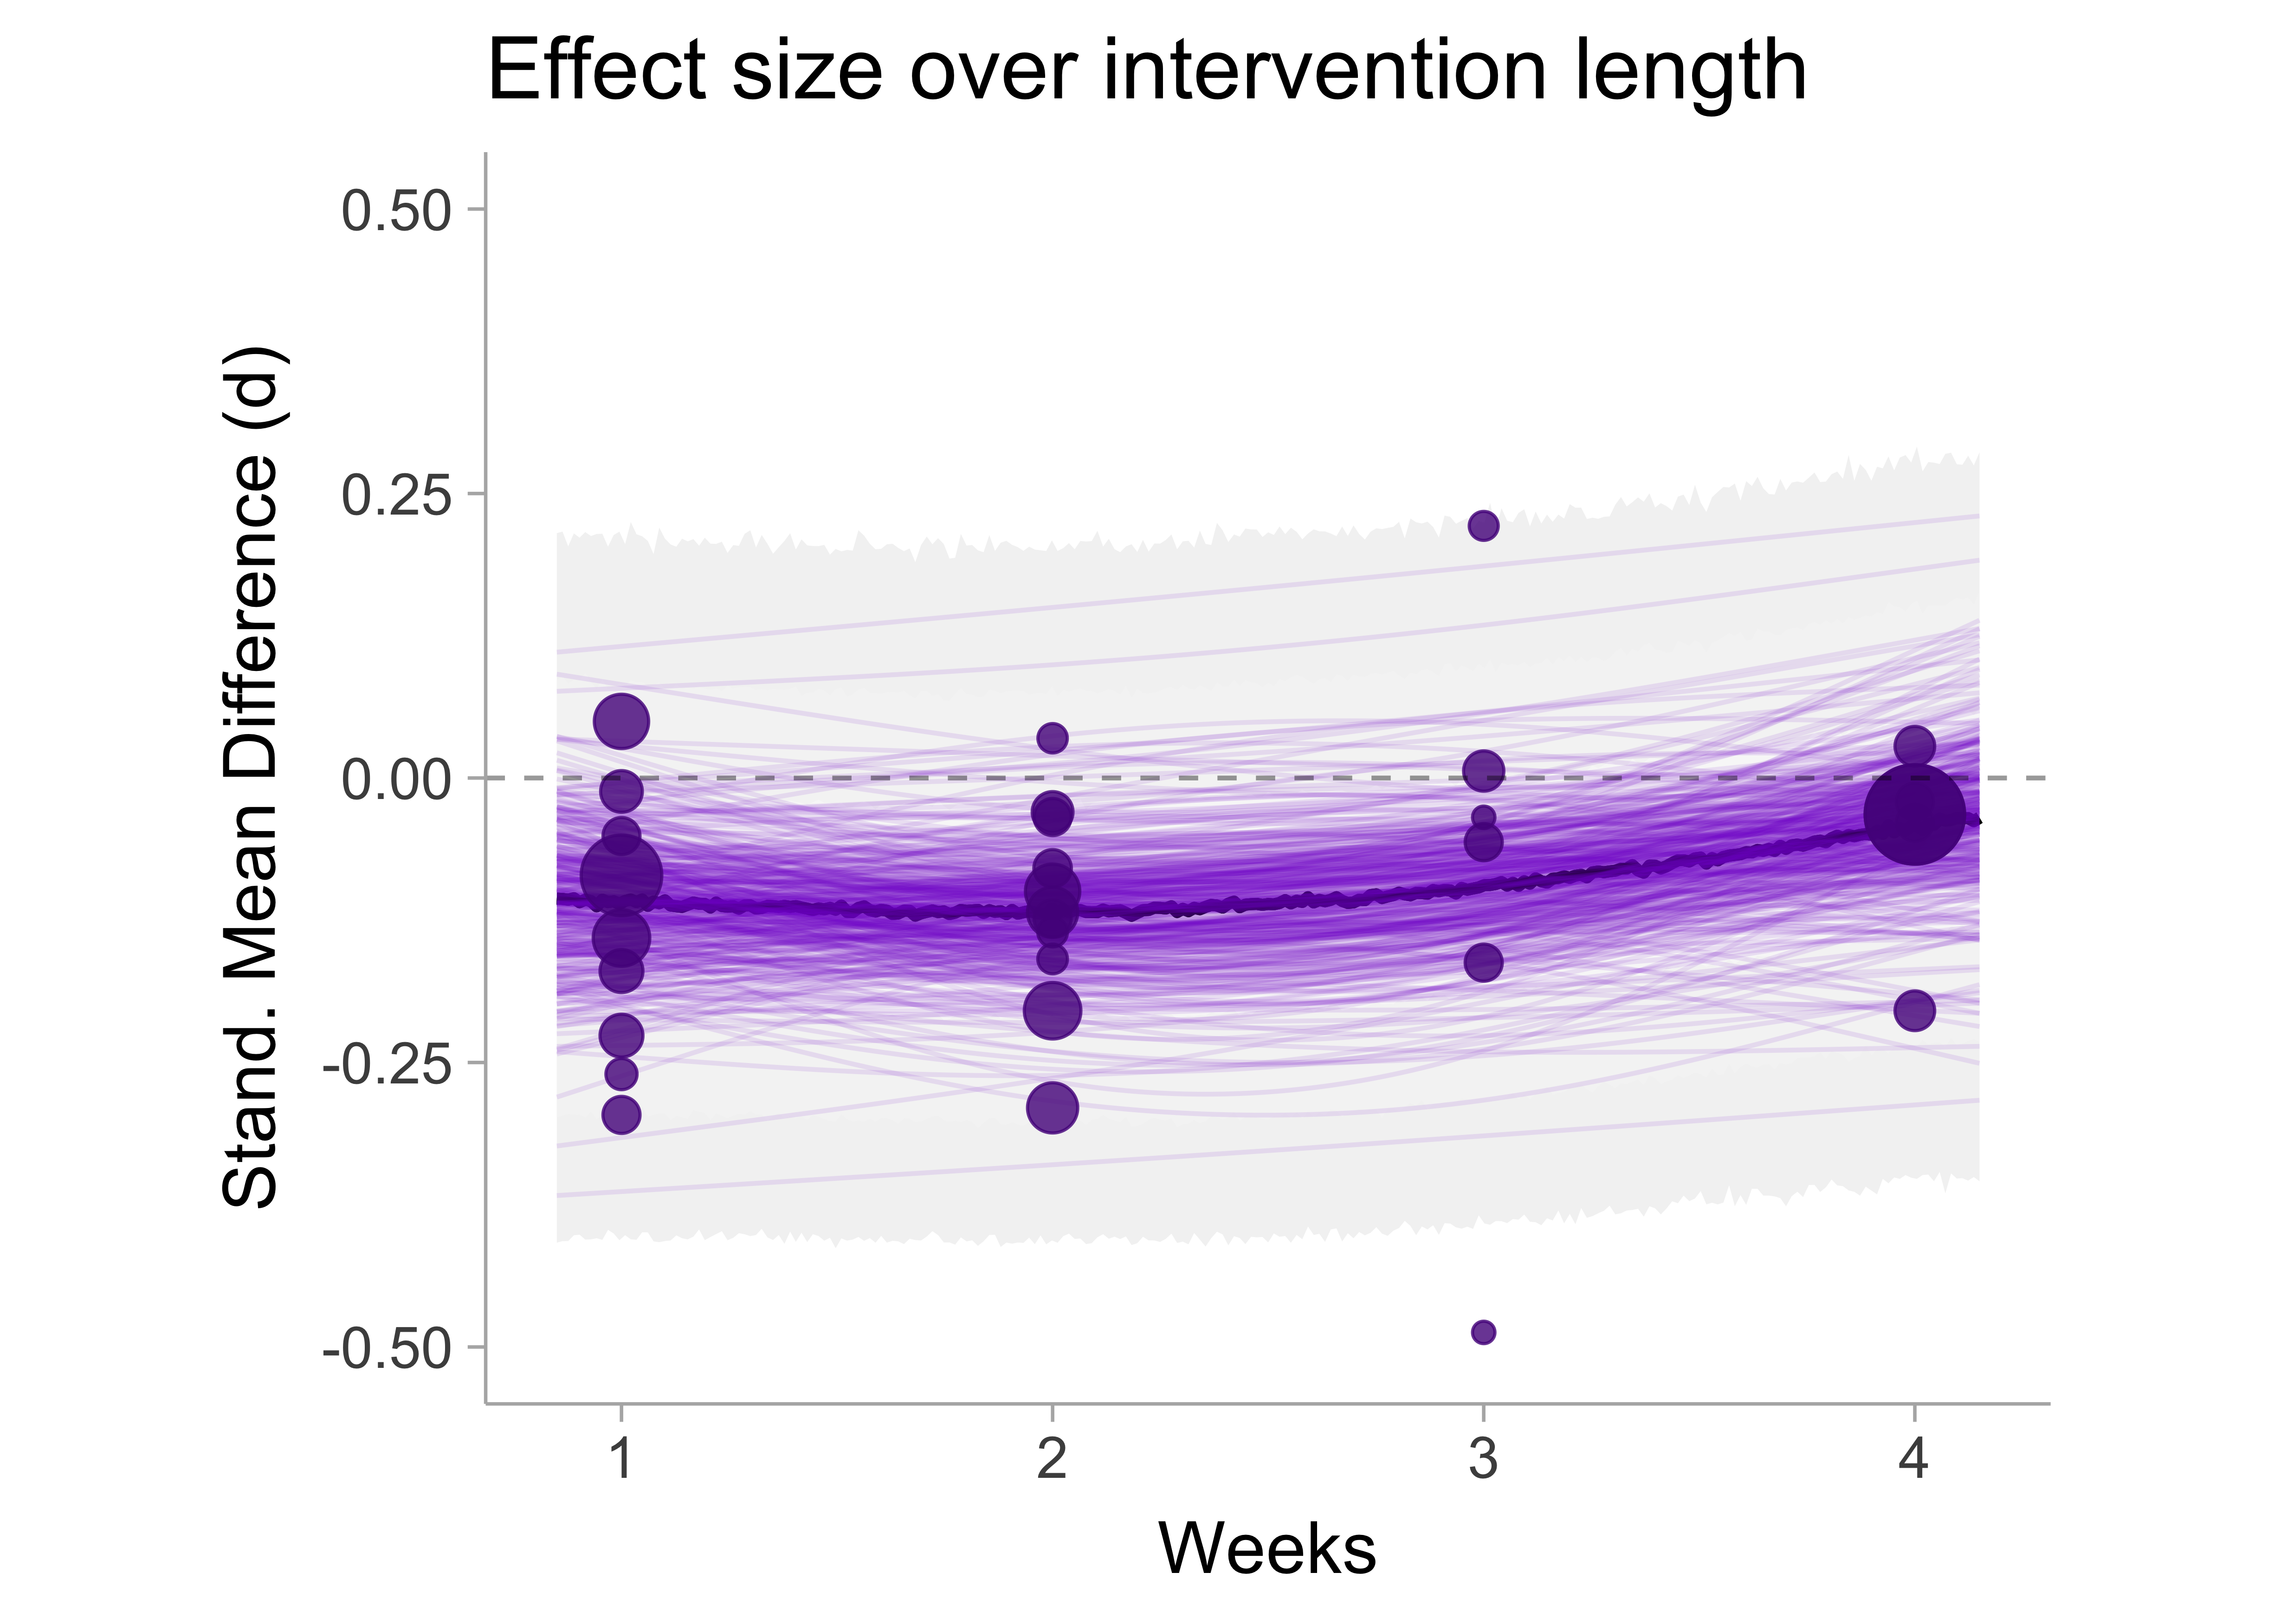 Effect size over intervention length
Stand. Mean Difference (d)
0.50
0.25
0.00
-0.25
-0.50
1 2 3 4
Weeks